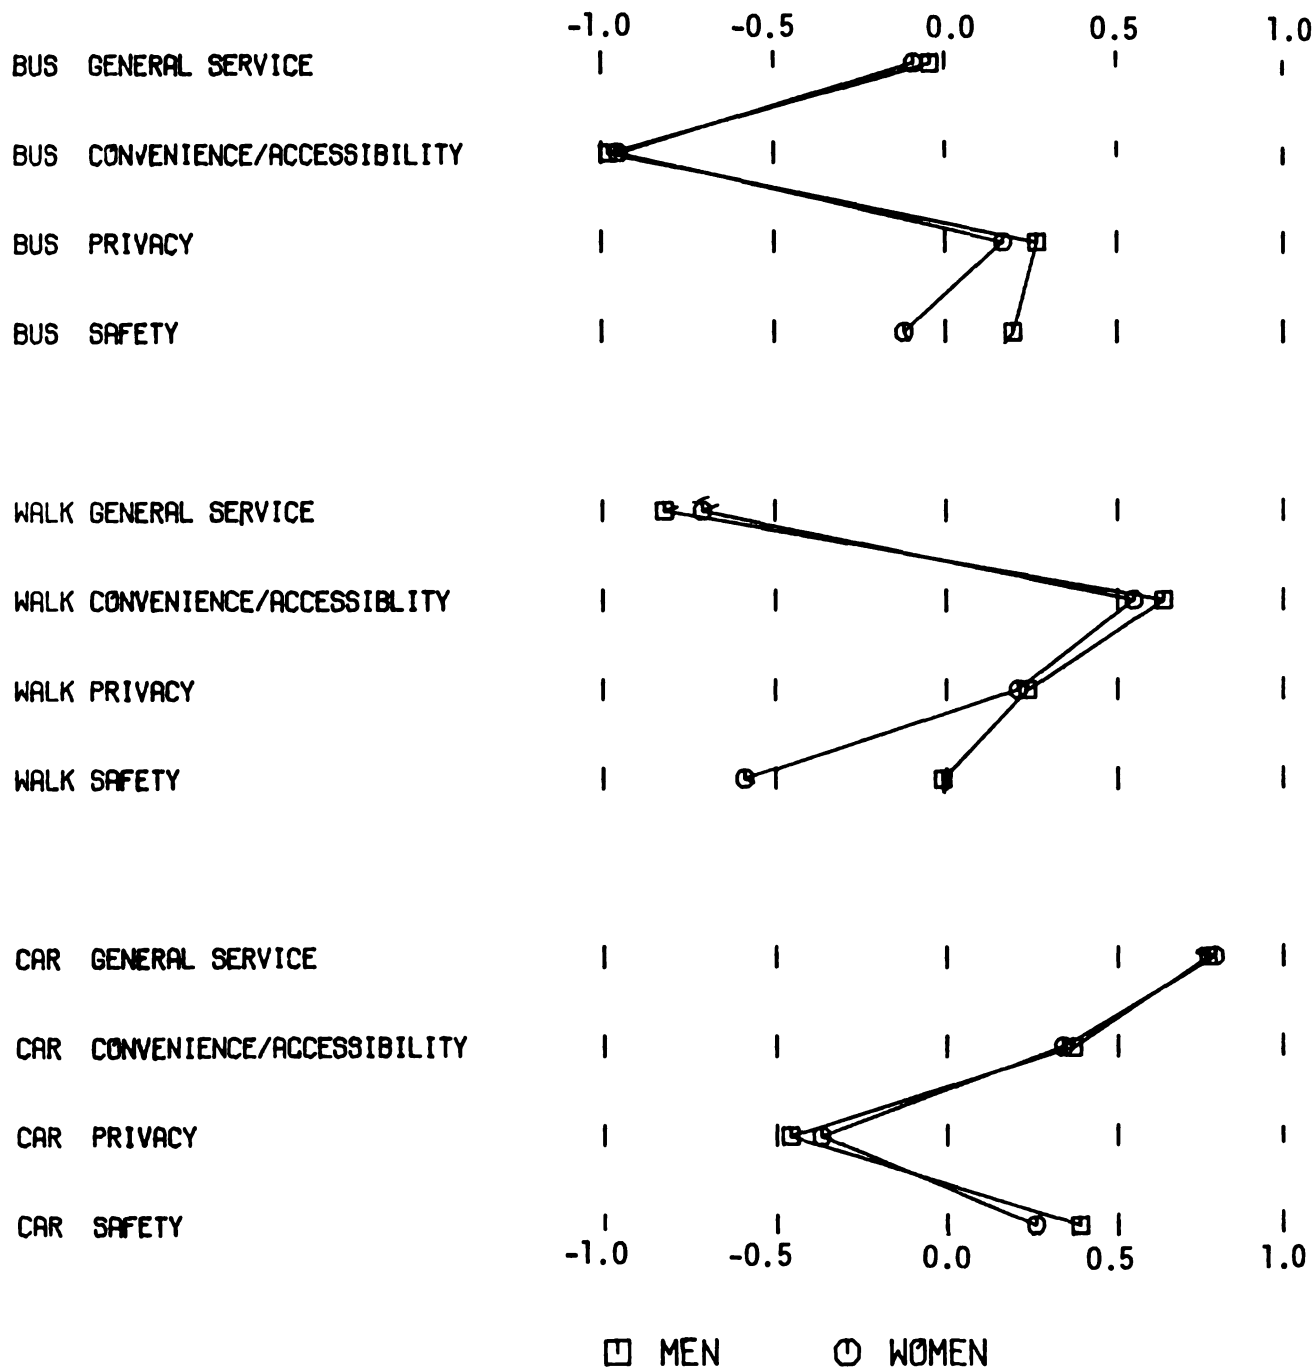 -1.0 -0.5 0.0 0.5 1.0
BUS GENERAL SERVICE
BUS CONVENIENCE/ACCESSIBILITY
BUS PRIVACY
BUS SAFETY
WALK GENERAL SERVICE
WALK CONVENIENCE/ACCESSIBLITY
WALK PRIVACY
WALK SAFETY
CAR GENERAL SERVICE
CAR CONVENIENCE/ACCESSIBILITY
CAR PRIVACY
CAR SAFETY
-1.0 -0.5 0.0 0.5 1.0
MEN WOMEN